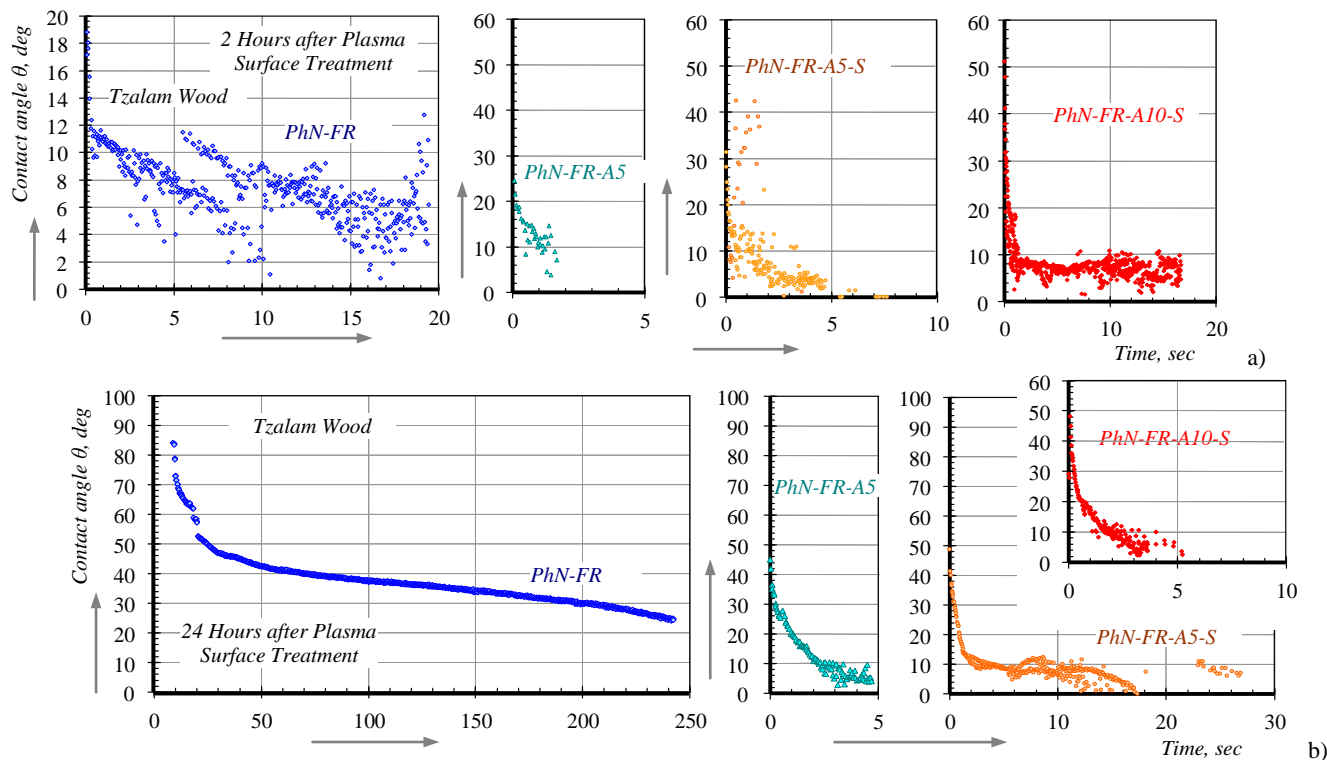 Contact angle θ, deg
20
18
16
14
12
10
8
6
4
2
0
2 Hours after Plasma
Surface Treatment
Tzalam Wood
PhN-FR
0 5 10 15 20
60
50
40
30
20
10
0
PhN-FR-A5
0 5
60
50
40
30
20
10
0
PhN-FR-A5-S
0 5 10
60
50
40
30
20
10
0
PhN-FR-A10-S
0 10 20
Time, sec
a)
Contact angle θ, deg
100
90
80
70
60
50
40
30
20
10
0
Tzalam Wood
PhN-FR
24 Hours after Plasma
Surface Treatment
0 50 100 150 200 250
100
90
80
70
60
50
40
30
20
10
0
PhN-FR-A5
0 5
100
90
80
70
60
50
40
30
20
10
0
PhN-FR-A5-S
0 10 20 30
60
50
40
30
20
10
0
PhN-FR-A10-S
0 5 10
Time, sec
b)